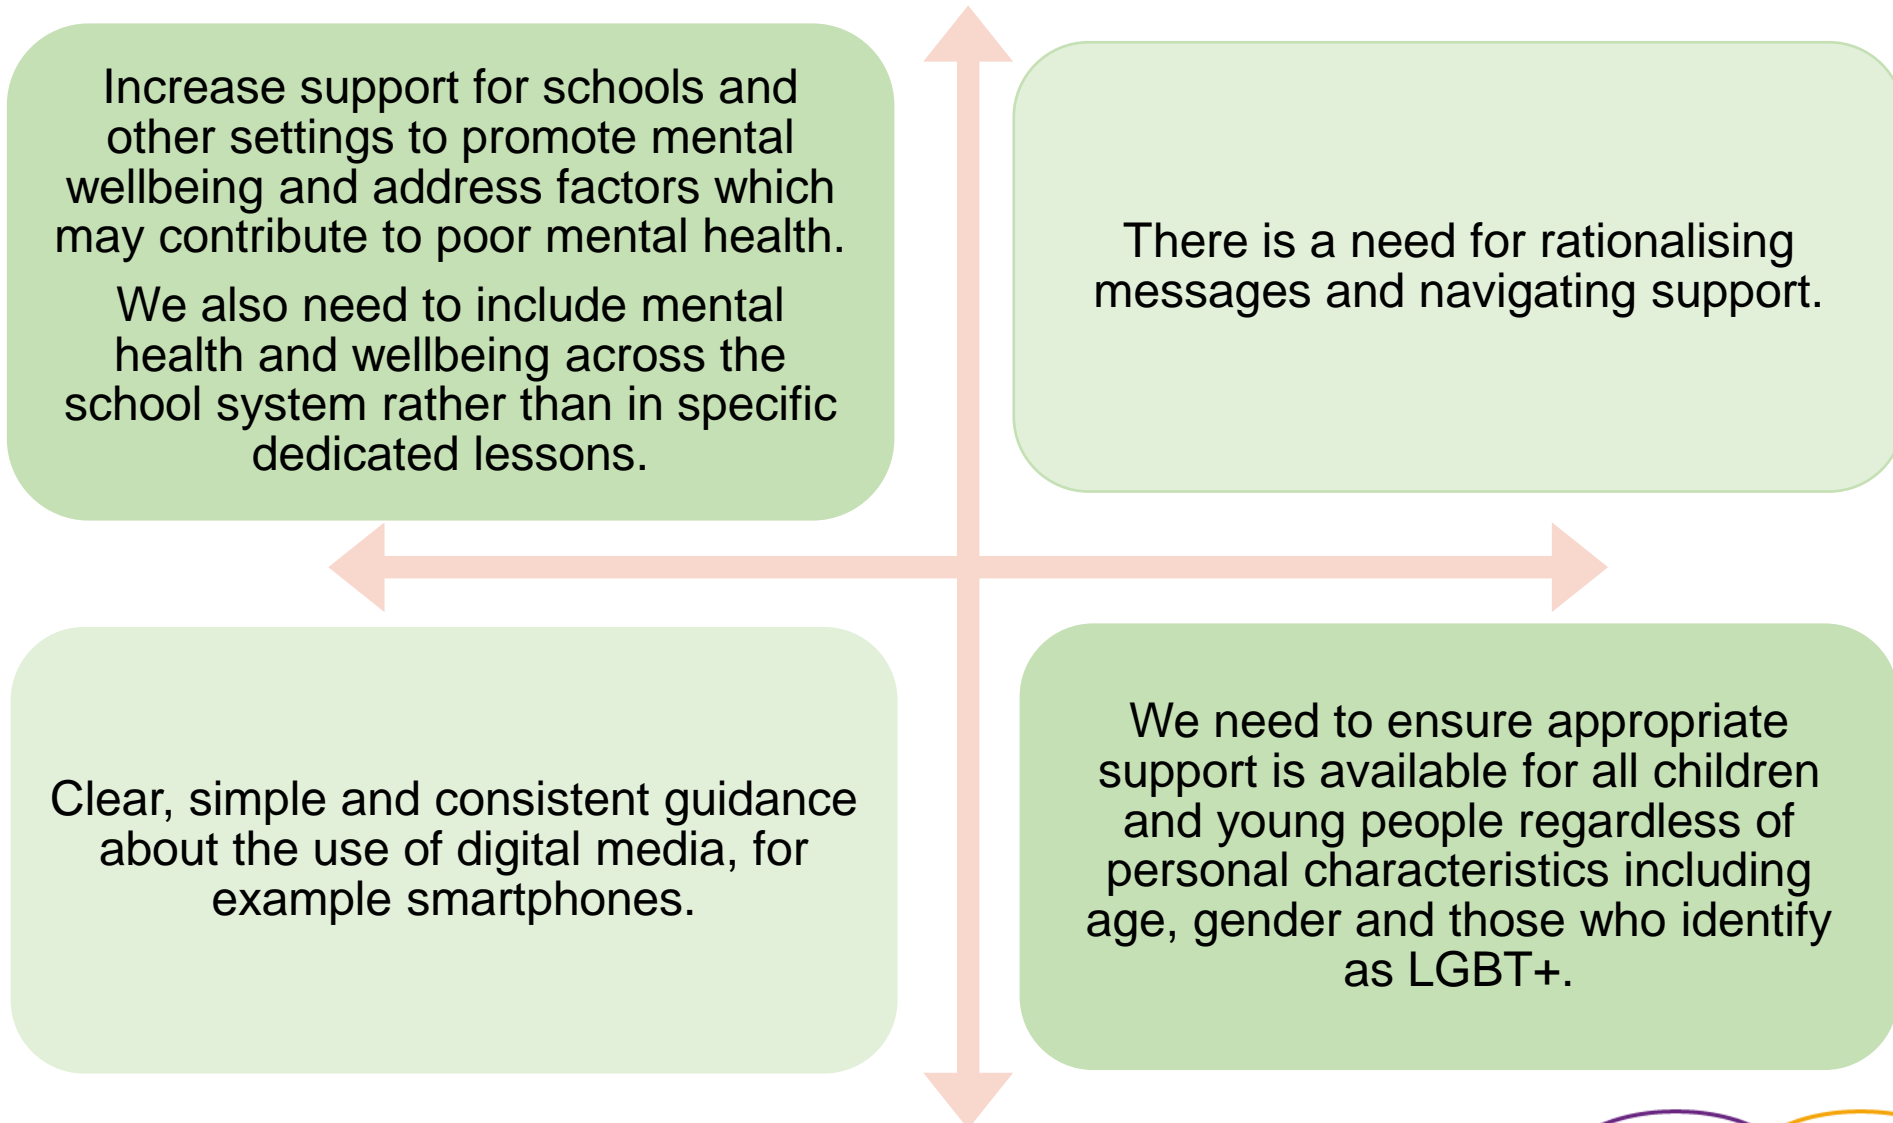 Increase support for schools and
other settings to promote mental
wellbeing and address factors which
may contribute to poor mental health.
We also need to include mental
health and wellbeing across the
school system rather than in specific
dedicated lessons.
There is a need for rationalising
messages and navigating support.
Clear, simple and consistent guidance
about the use of digital media, for
example smartphones.
We need to ensure appropriate
support is available for all children
and young people regardless of
personal characteristics including
age, gender and those who identify
as LGBT+.